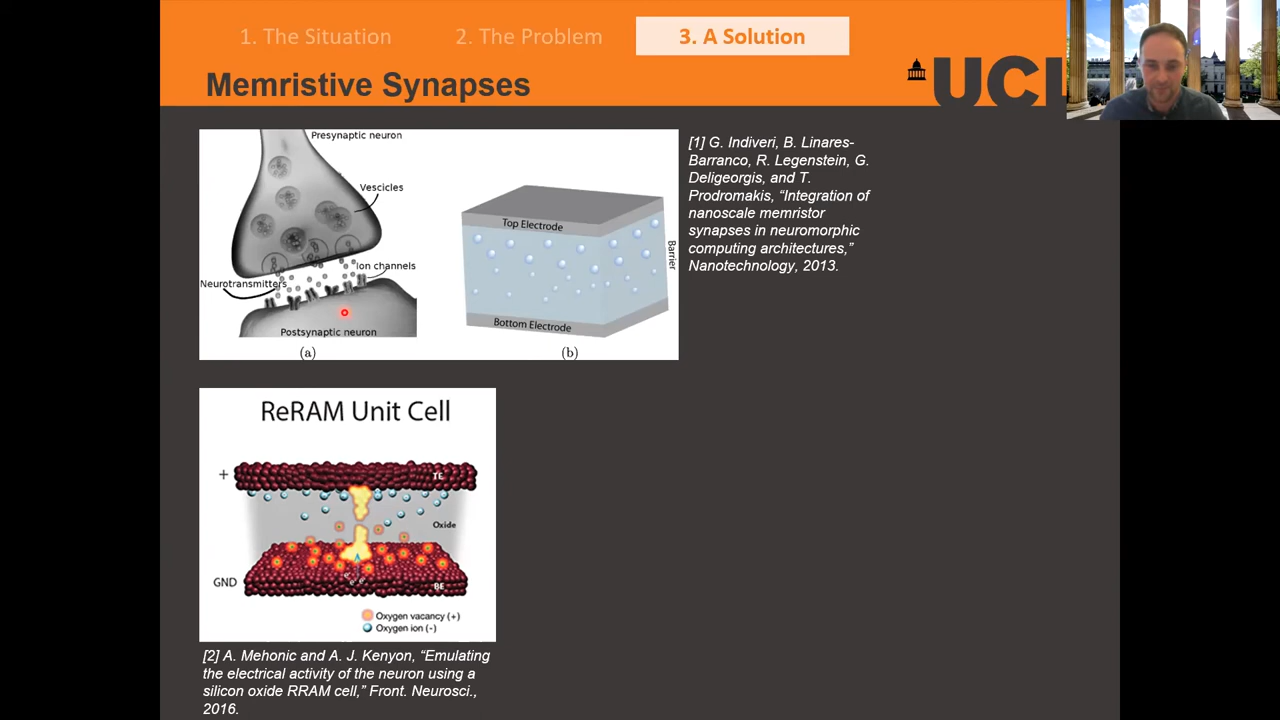 1. The Situation
2. The Problem
3. A Solution
Memristive Synapses
UCL
Presynaptic neuron
Vescicles
Ion channels
Neurotransmitters
Postsynaptic neuron
(a)
Top Electrode
Barrier
Bottom Electrode
(b)
[1] G. Indiveri, B. Linares-
Barranco, R. Legenstein, G.
Deligeorgis, and T.
Prodromakis, “Integration of
nanoscale memristor
synapses in neuromorphic
computing architectures,”
Nanotechnology, 2013.
ReRAM Unit Cell
+
TE
Oxide
GND
BE
e-
e-
e-
Oxygen vacancy (+)
Oxygen ion (-)
[2] A. Mehonic and A. J. Kenyon, “Emulating
the electrical activity of the neuron using a
silicon oxide RRAM cell,” Front. Neurosci.,
2016.